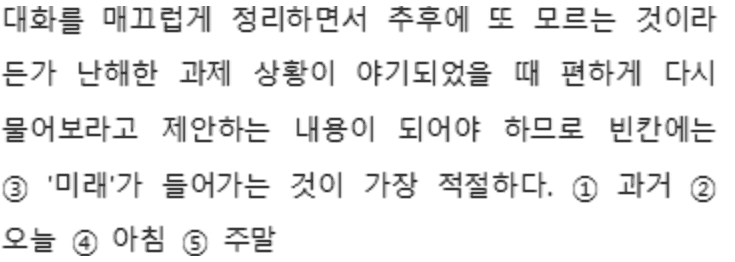 대화를 매끄럽게 정리하면서 추후에 또 모르는 것이라
든가 난해한 과제 상황이 야기되었을 때 편하게 다시
물어보라고 제안하는 내용이 되어야 하므로 빈칸에는
③ '미래'가 들어가는 것이 가장 적절하다. ① 과거 ②
오늘 ④ 아침 ⑤ 주말